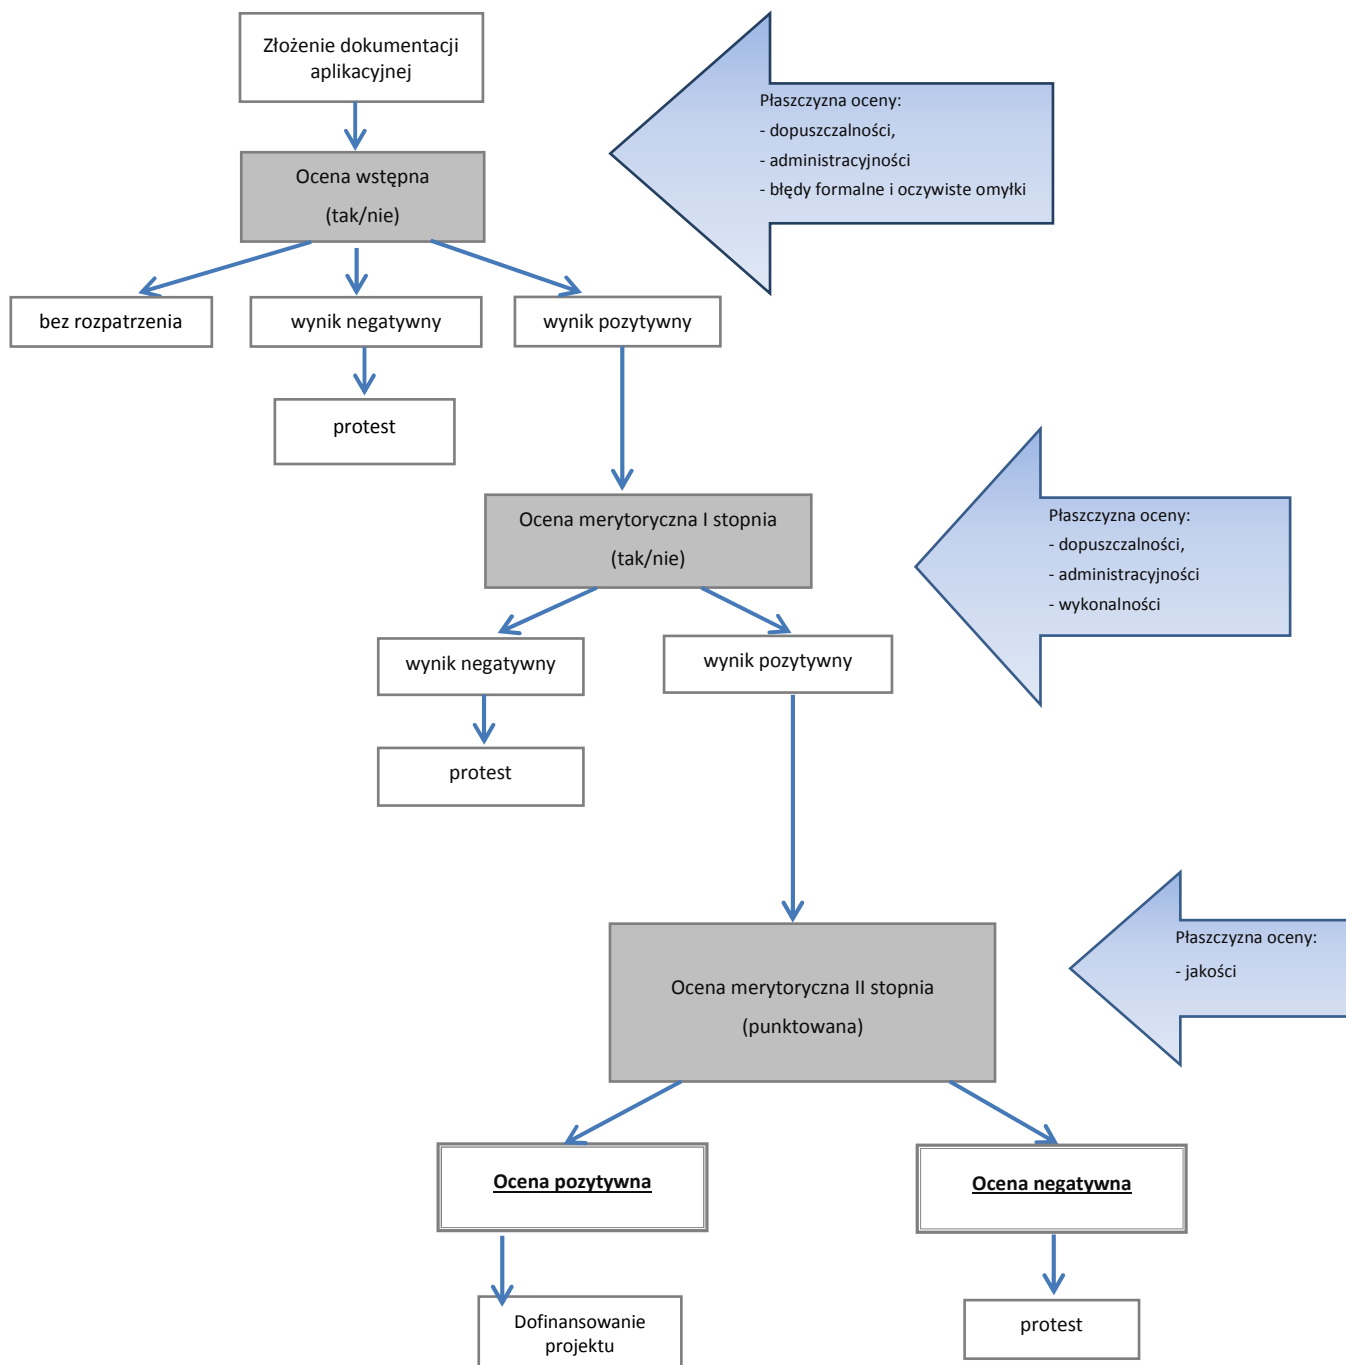 Złożenie dokumentacji
aplikacyjnej
Płaszczyzna oceny:
- dopuszczalności,
- administracyjności
- błędy formalne i oczywiste omyłki
Ocena wstępna
(tak/nie)
bez rozpatrzenia
wynik negatywny
wynik pozytywny
protest
Ocena merytoryczna I stopnia
(tak/nie)
Płaszczyzna oceny:
- dopuszczalności,
- administracyjności
- wykonalności
wynik negatywny
wynik pozytywny
protest
Ocena merytoryczna II stopnia
(punktowana)
Płaszczyzna oceny:
- jakości
Ocena pozytywna
Ocena negatywna
Dofinansowanie
projektu
protest